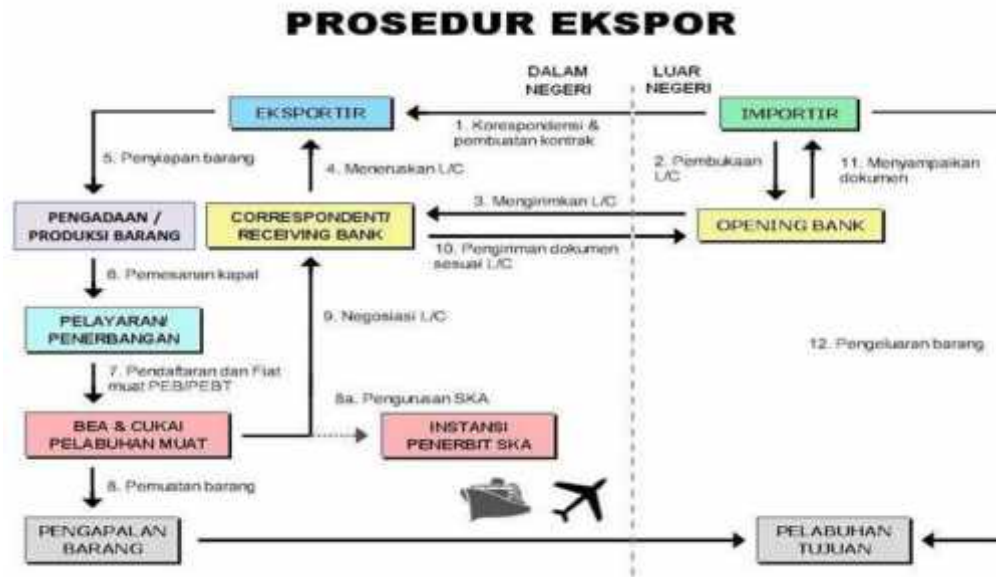 PROSEDUR EKSPOR
DALAM
NEGERI
LUAR
NEGERI
EKSPORTIR
IMPORTIR
1. Korespondensi &
pembuatan kontrak
5. Penyiapan barang
4. Meneruskan L/C
2. Pembukaan
L/C
11. Menyampaikan
dokumen
3. Mengirimkan L/C
PENGADAAN /
PRODUKSI BARANG
CORRESPONDENT/
RECEIVING BANK
OPENING BANK
10. Pengiriman dokumen
sesuai L/C
6. Pemesanan kapal
PELAYARAN/
PENERBANGAN
9. Negosiasi L/C
12. Pengeluaran barang
7. Pendaftaran dan Fiat
muat PEB/PEBT
8a. Pengurusan SKA
BEA & CUKAI
PELABUHAN MUAT
INSTANSI
PENERBIT SKA
8. Pemuatan barang
PENGAPALAN
BARANG
PELABUHAN
TUJUAN